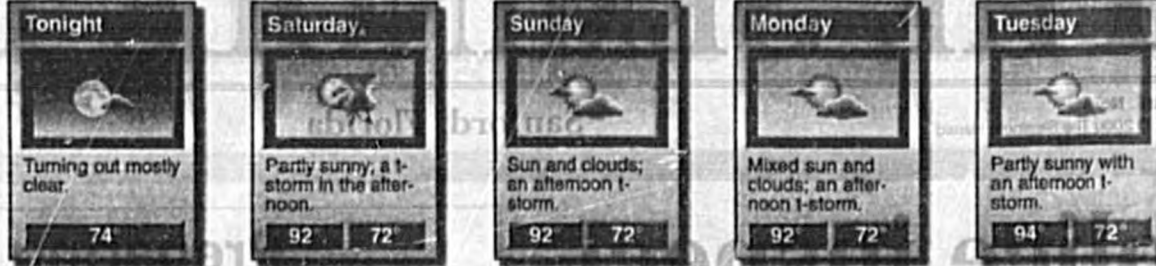 Tonight
Turning out mostly
clear.
74
Saturday
Partly sunny; a t-
storm in the after-
noon.
92 72°
Sunday
Sun and clouds;
an afternoon t-
storm.
92 72°
Monday
Mixed sun and
clouds; an after-
noon t-storm.
92° 72°
Tuesday
Partly sunny with
an afternoon t-
storm.
94° 72°
Sanford, Florida